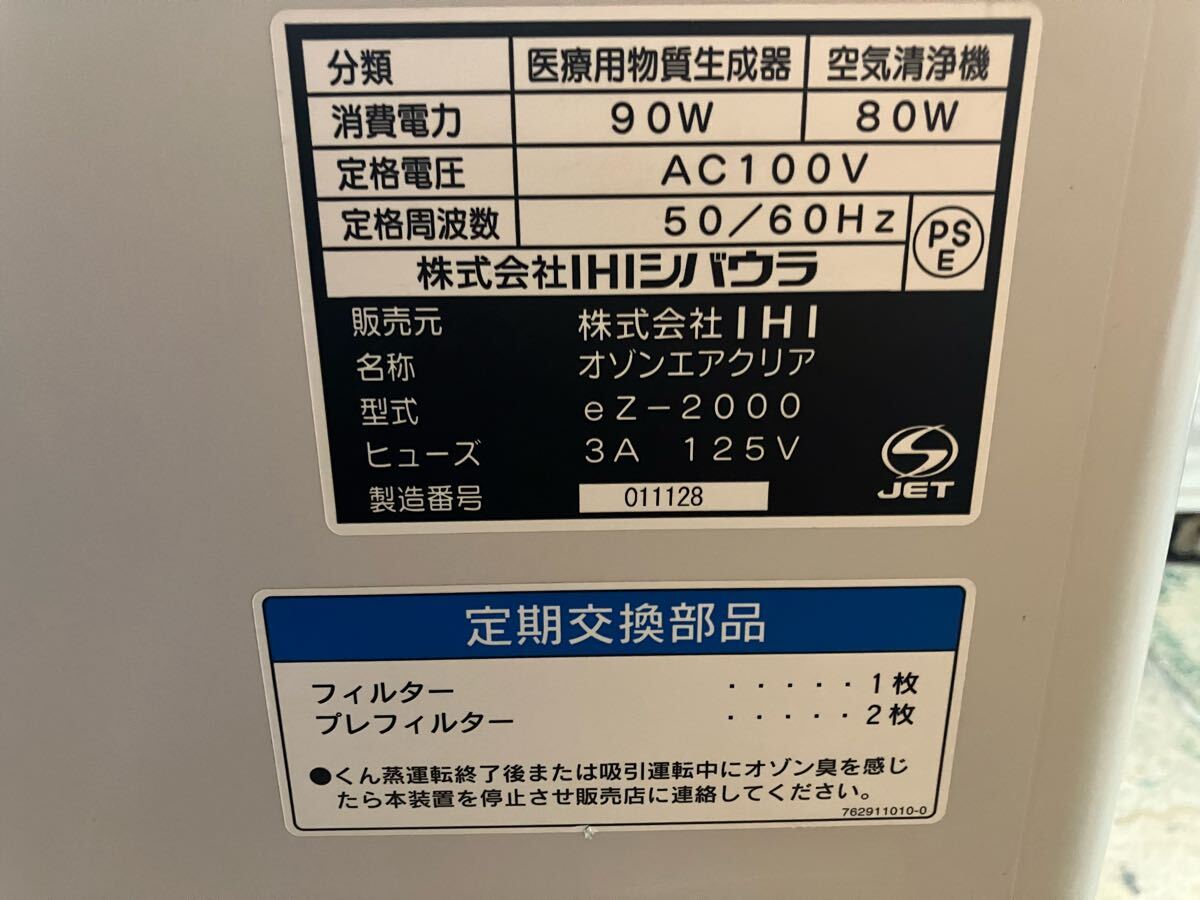 分類 医療用物質生成器 空気清浄機
消費電力 90W 80W
定格電圧 AC100V
定格周波数 50/60Hz
PS
E
株式会社IHIシバウラ
販売元 株式会社IHI
名称 オゾンエアクリア
型式 eZ-2000
ヒューズ 3A 125V
製造番号 011128
JET
定期交換部品
フィルター ・・・・・1枚
プレフィルター ・・・・・2枚
●くん蒸運転終了後または吸引運転中にオゾン臭を感じ
たら本装置を停止させ販売店に連絡してください。
762911010-0